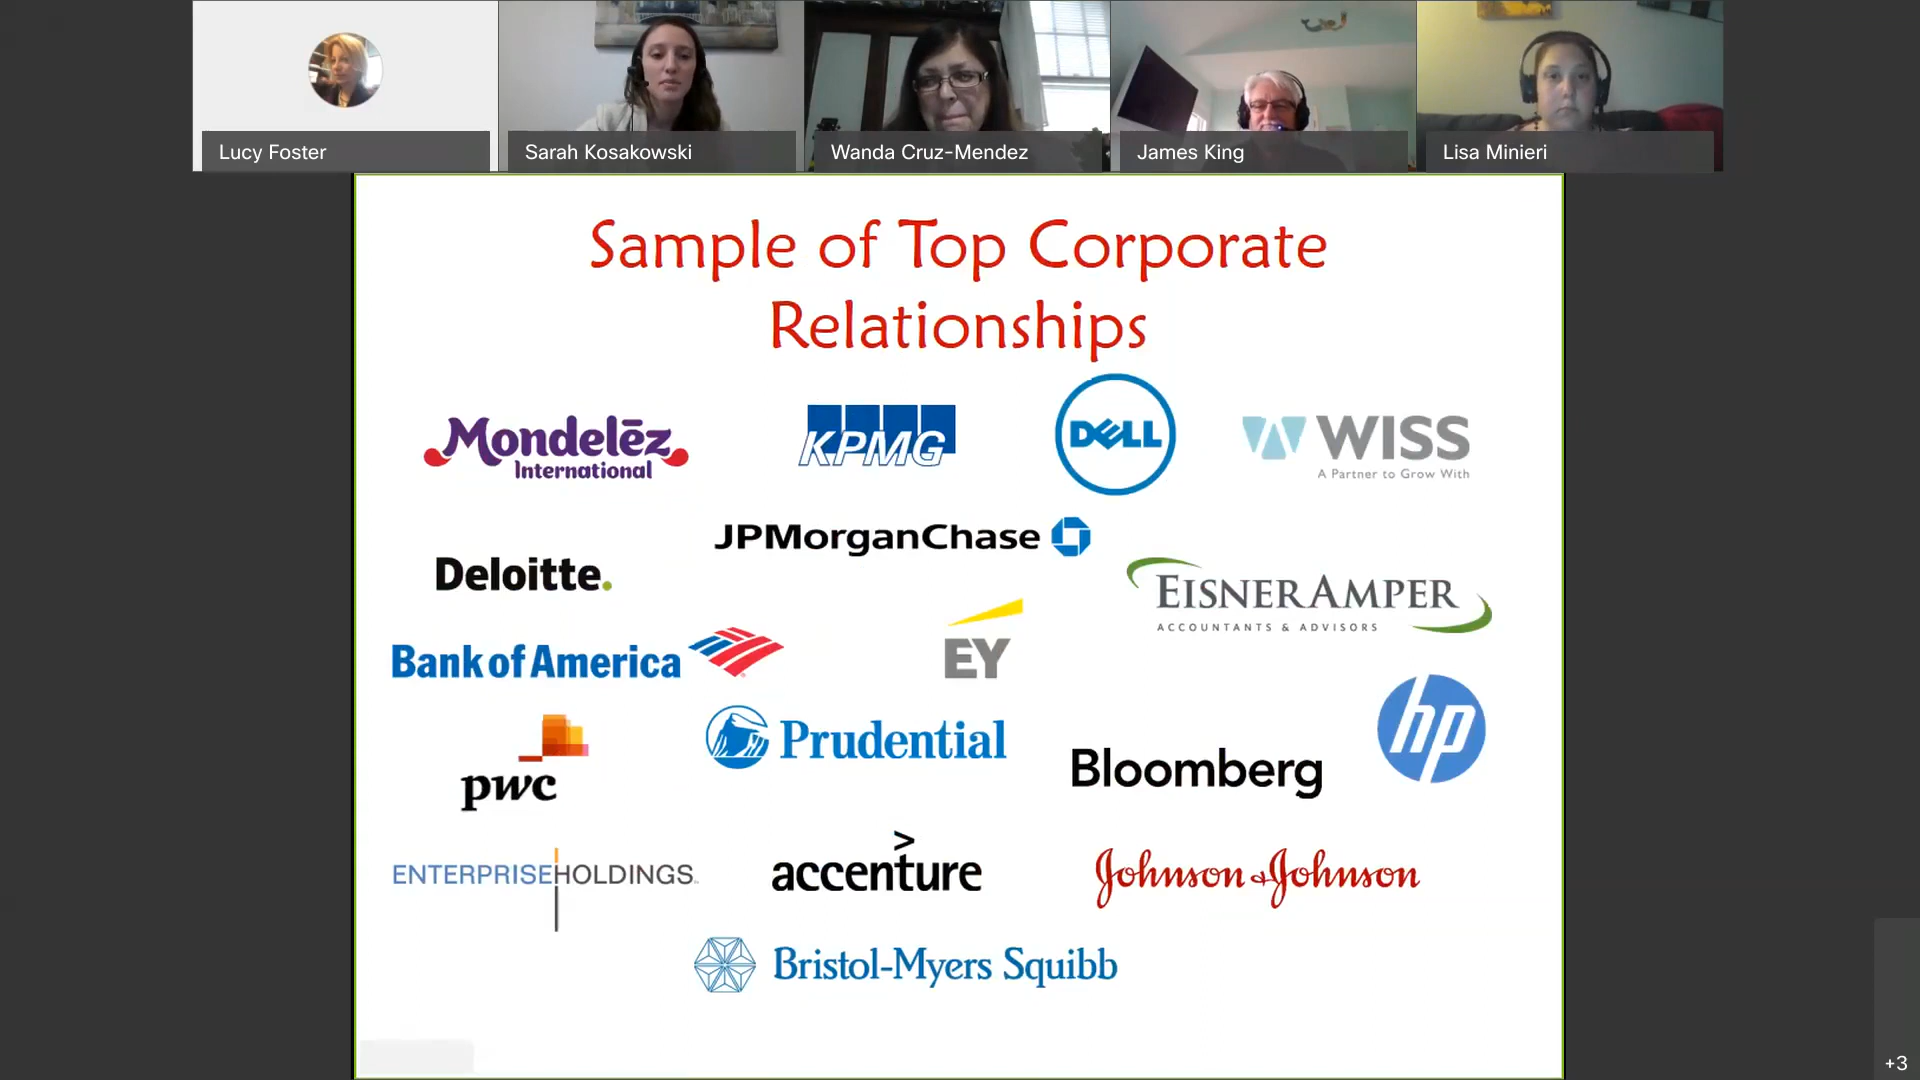 Lucy Foster
Sarah Kosakowski
Wanda Cruz-Mendez
James King
Lisa Minieri
Sample of Top Corporate
Relationships
Mondelēz
International
KPMG
DELL
WISS
A Partner to Grow With
JPMorganChase
Deloitte.
EISNERAMPER
ACCOUNTANTS & ADVISORS
Bank of America
EY
hp
Prudential
pwc
Bloomberg
ENTERPRISE HOLDINGS
>
accenture
Johnson & Johnson
Bristol-Myers Squibb
+3